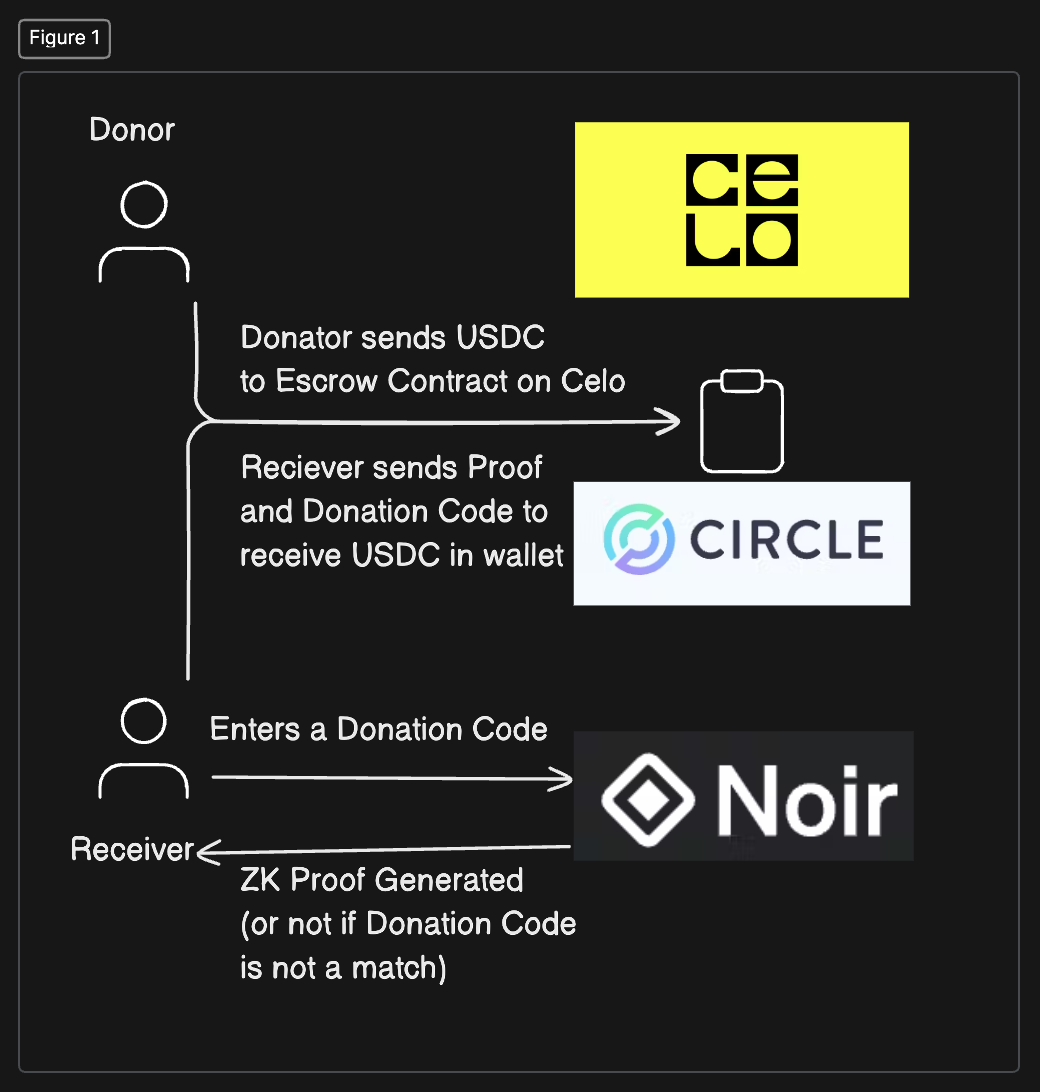 Figure 1
Donor
celo
Donator sends USDC
to Escrow Contract on Celo
Reciever sends Proof
and Donation Code to
receive USDC in wallet
CIRCLE
Enters a Donation Code
Noir
Receiver
ZK Proof Generated
(or not if Donation Code
is not a match)